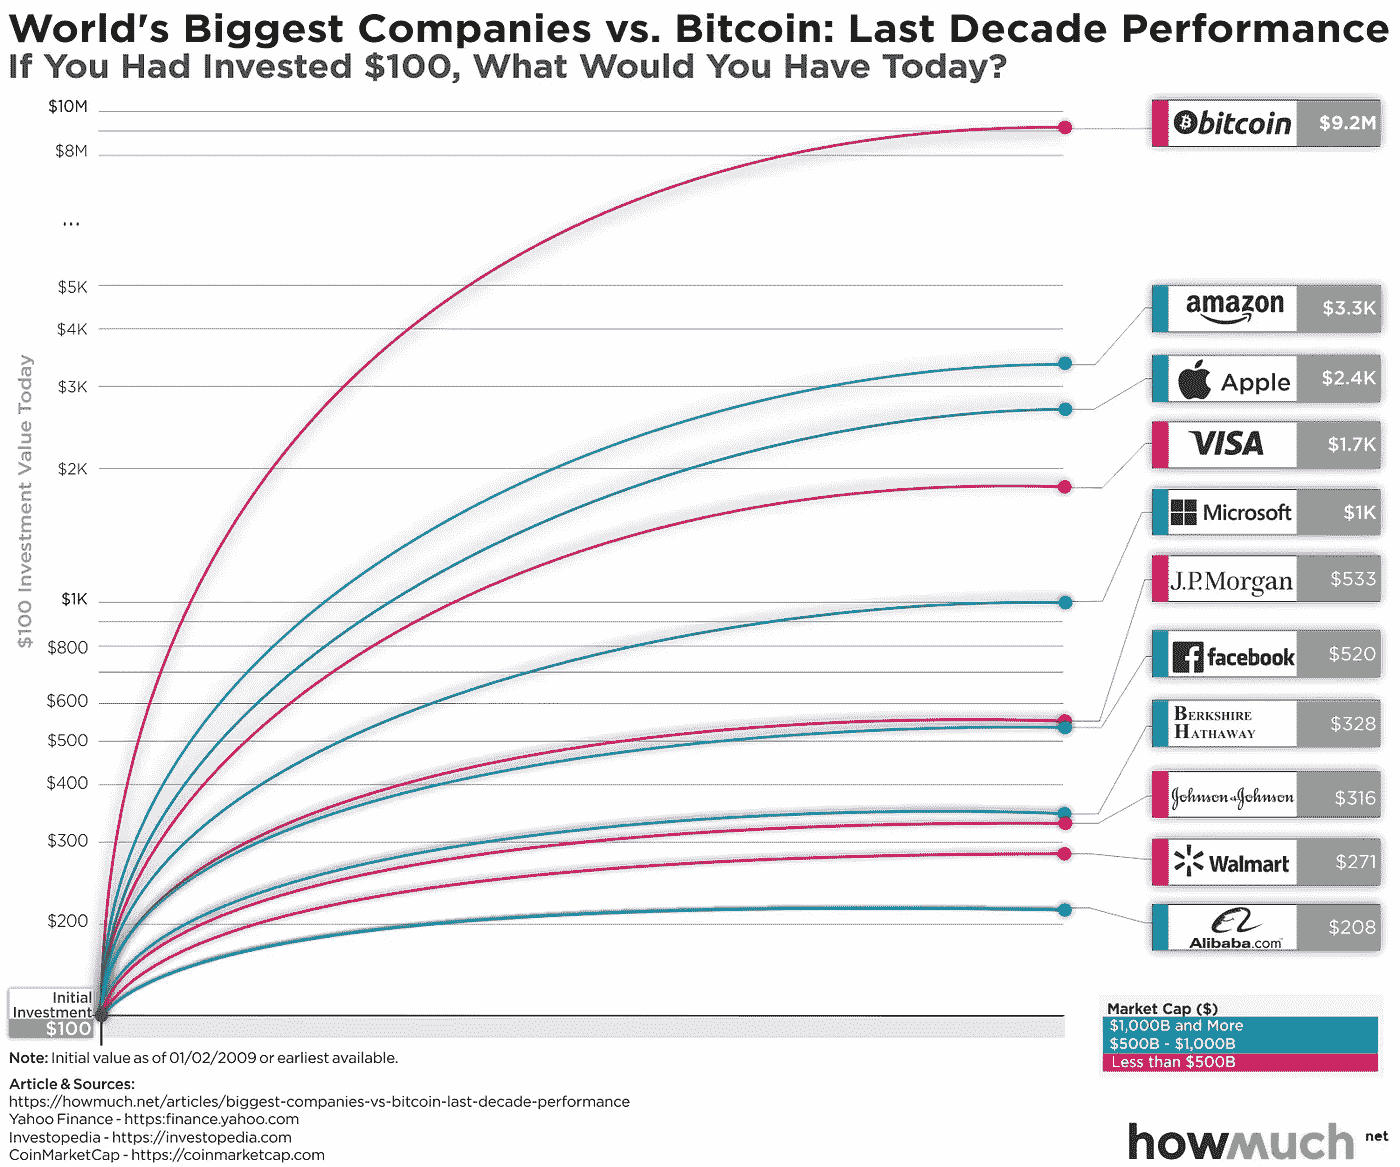 World's Biggest Companies vs. Bitcoin: Last Decade Performance
If You Had Invested $100, What Would You Have Today?
$10M
$8M
...
$5K
$4K
$3K
$2K
$1K
$800
$600
$500
$400
$300
$200
$100 Investment Value Today
Initial
Investment
$100
bitcoin $9.2M
amazon $3.3K
Apple $2.4K
VISA $1.7K
Microsoft $1K
J.P.Morgan $533
facebook $520
BERKSHIRE
HATHAWAY $328
Johnson & Johnson $316
Walmart $271
Alibaba.com $208
Market Cap ($)
$1,000B and More
$500B - $1,000B
Less than $500B
Note: Initial value as of 01/02/2009 or earliest available.
Article & Sources:
https://howmuch.net/articles/biggest-companies-vs-bitcoin-last-decade-performance
Yahoo Finance - https:finance.yahoo.com
Investopedia - https://investopedia.com
CoinMarketCap - https://coinmarketcap.com
howmuch net